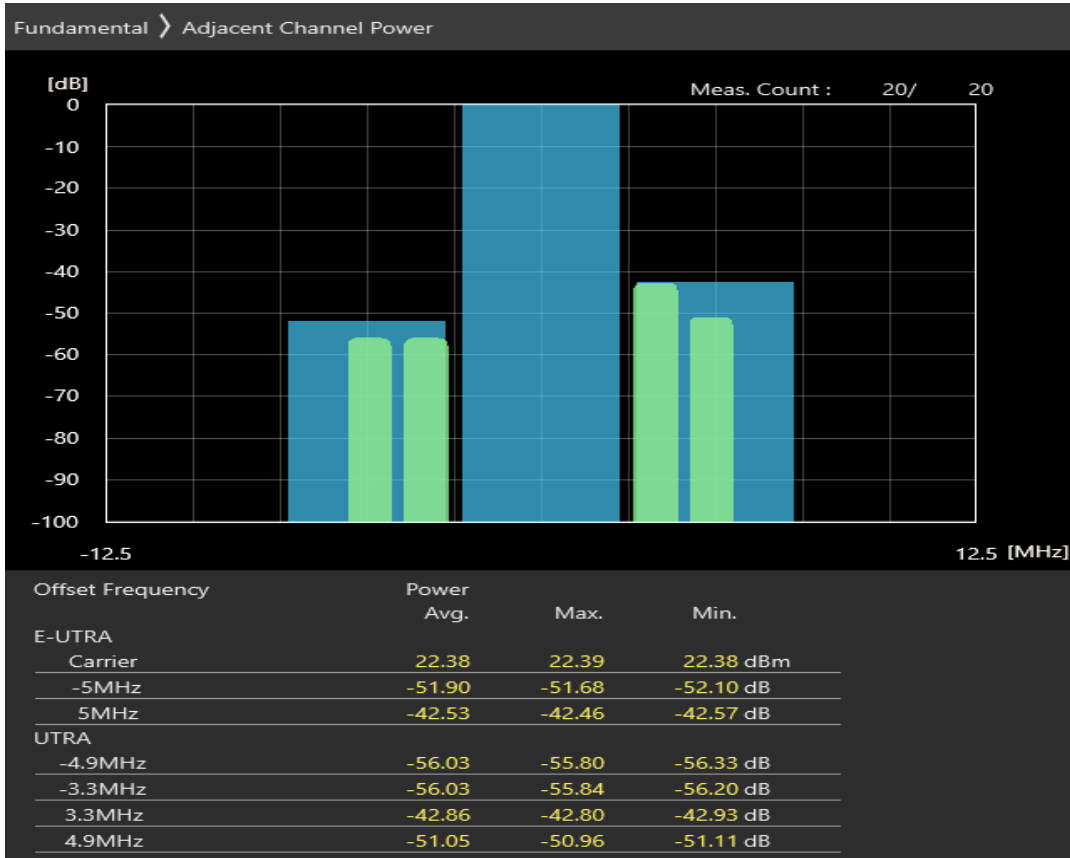 Fundamental 》 Adjacent Channel Power
[dB]
Meas. Count : 20/ 20
0
-10
-20
-30
-40
-50
-60
-70
-80
-90
-100
-12.5 12.5 [MHz]
Offset Frequency Power
Avg. Max. Min.
E-UTRA
Carrier 22.38 22.39 22.38 dBm
-5MHz -51.90 -51.68 -52.10 dB
5MHz -42.53 -42.46 -42.57 dB
UTRA
-4.9MHz -56.03 -55.80 -56.33 dB
-3.3MHz -56.03 -55.84 -56.20 dB
3.3MHz -42.86 -42.80 -42.93 dB
4.9MHz -51.05 -50.96 -51.11 dB